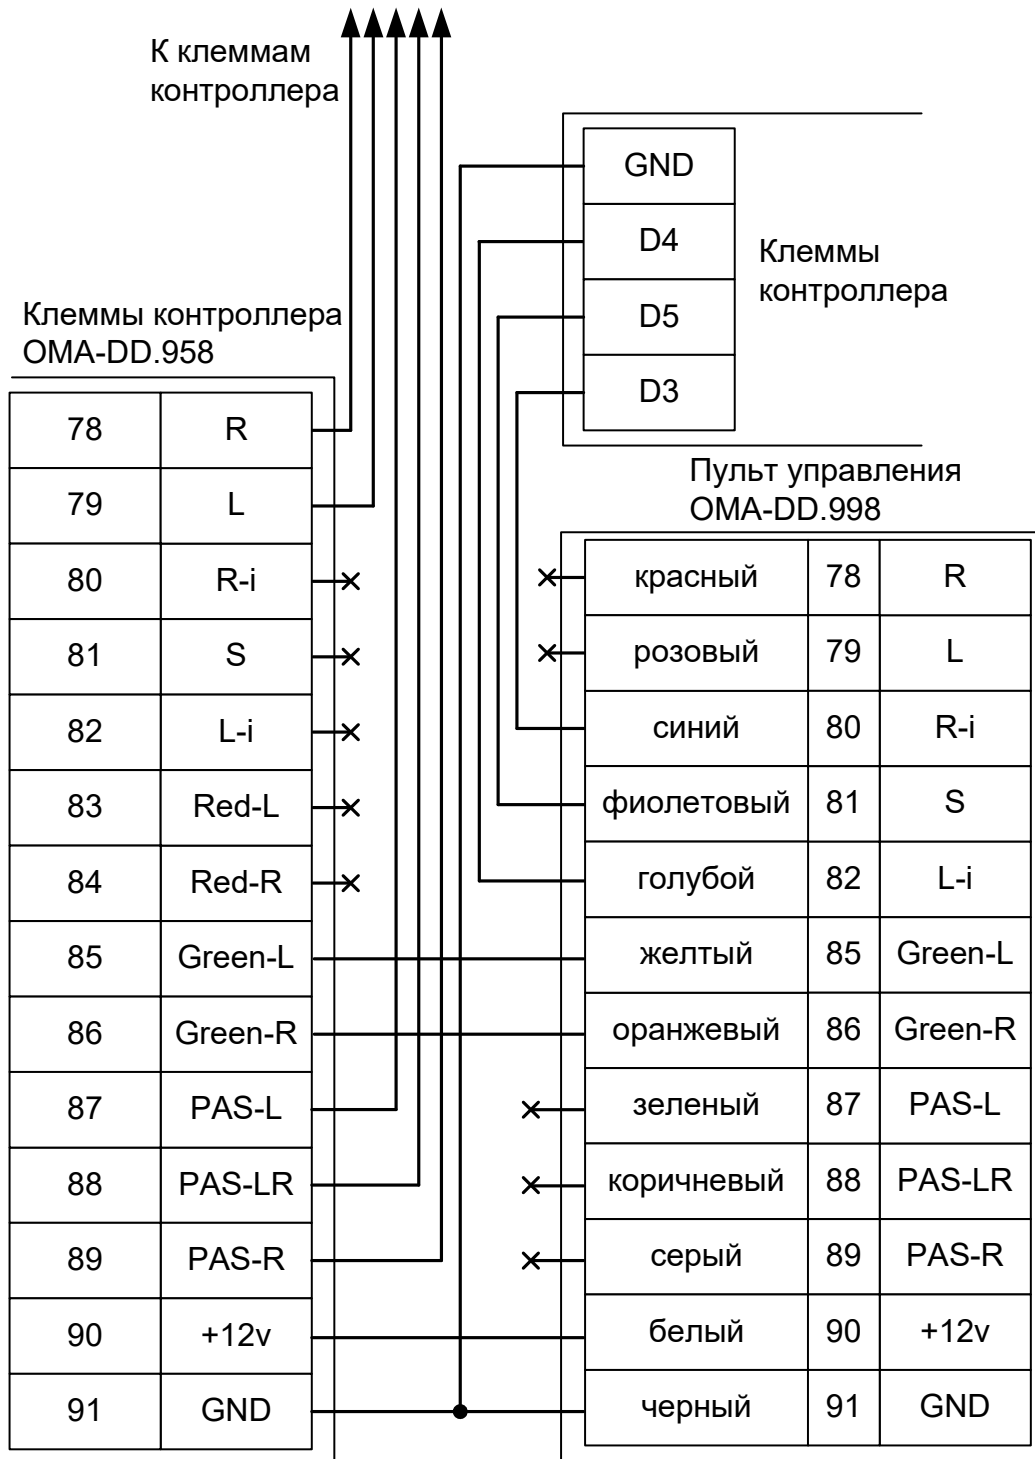 К клеммам
контроллера
GND
D4
D5
D3
Клеммы
контроллера
Клеммы контроллера
OMA-DD.958
78 R
79 L
80 R-i
81 S
82 L-i
83 Red-L
84 Red-R
85 Green-L
86 Green-R
87 PAS-L
88 PAS-LR
89 PAS-R
90 +12v
91 GND
Пульт управления
OMA-DD.998
красный 78 R
розовый 79 L
синий 80 R-i
фиолетовый 81 S
голубой 82 L-i
желтый 85 Green-L
оранжевый 86 Green-R
зеленый 87 PAS-L
коричневый 88 PAS-LR
серый 89 PAS-R
белый 90 +12v
черный 91 GND